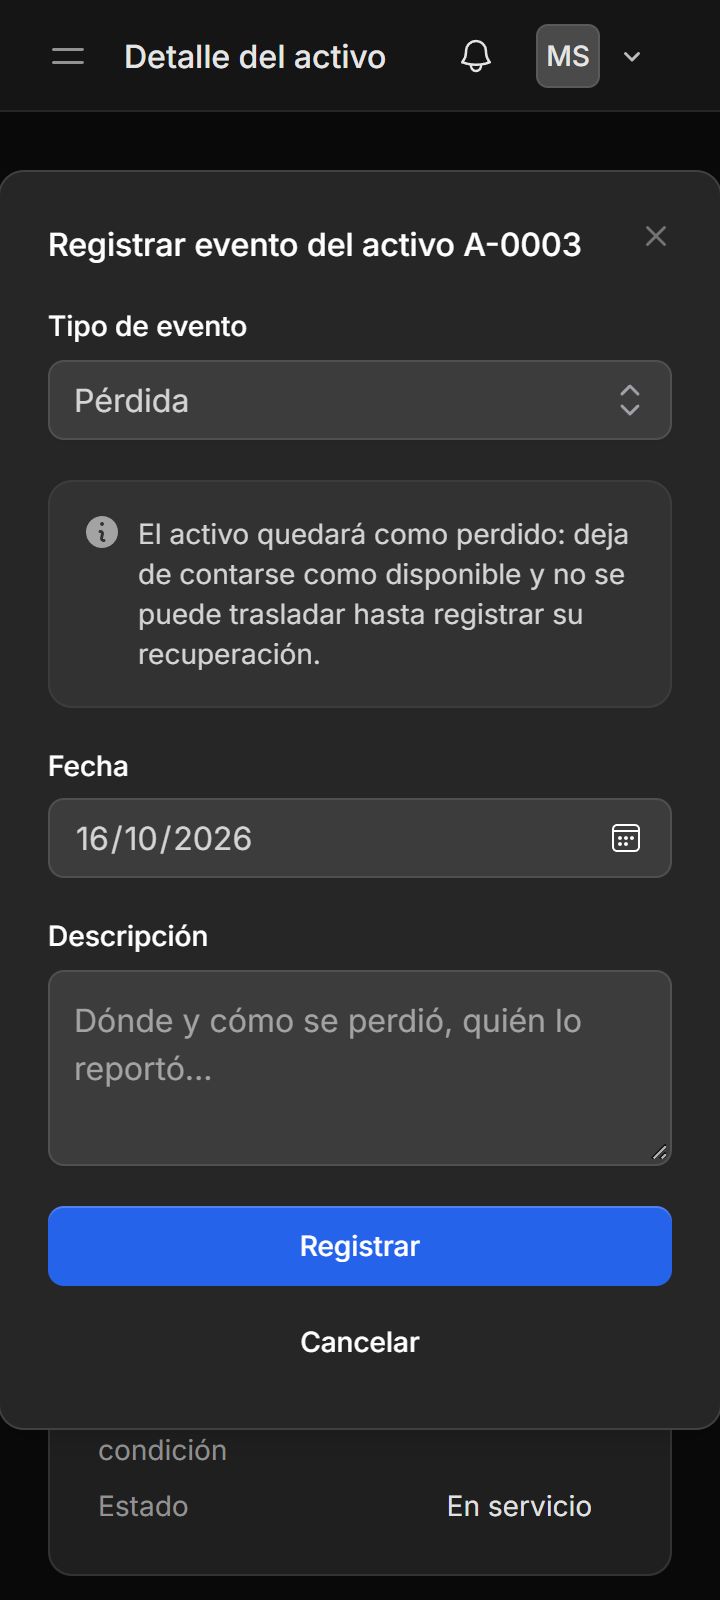 Detalle del activo
MS
Registrar evento del activo A-0003
Tipo de evento
Pérdida
El activo quedará como perdido: deja
de contarse como disponible y no se
puede trasladar hasta registrar su
recuperación.
Fecha
16/10/2026
Descripción
Dónde y cómo se perdió, quién lo
reportó...
Registrar
Cancelar
condición
Estado En servicio